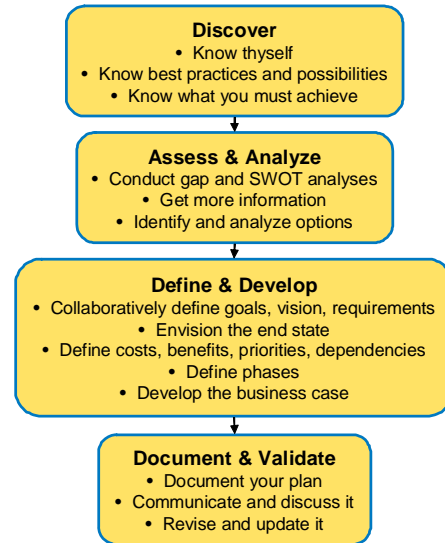 Discover
• Know thyself
• Know best practices and possibilities
• Know what you must achieve
Assess & Analyze
• Conduct gap and SWOT analyses
• Get more information
• Identify and analyze options
Define & Develop
• Collaboratively define goals, vision, requirements
• Envision the end state
• Define costs, benefits, priorities, dependencies
• Define phases
• Develop the business case
Document & Validate
• Document your plan
• Communicate and discuss it
• Revise and update it